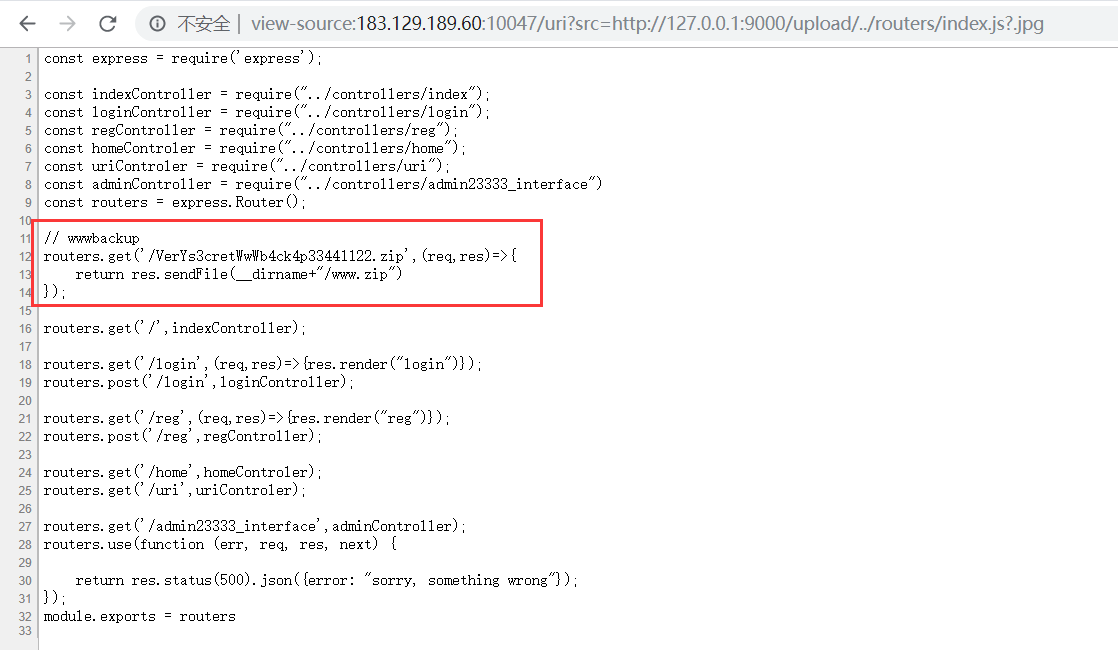 不安全 | view-source:183.129.189.60:10047/uri?src=http://127.0.0.1:9000/upload/../routers/index.js?.jpg
1 const express = require('express');
2
3 const indexController = require("../controllers/index");
4 const loginController = require("../controllers/login");
5 const regController = require("../controllers/reg");
6 const homeControler = require("../controllers/home");
7 const uriControler = require("../controllers/uri");
8 const adminController = require("../controllers/admin23333_interface")
9 const routers = express.Router();
10
11 // wwwbackup
12 routers.get('/VerYs3cretWwWb4ck4p33441122.zip',(req,res)=>{
13     return res.sendFile(__dirname+"/www.zip")
14 });
15
16 routers.get('/',indexController);
17
18 routers.get('/login',(req,res)=>{res.render("login")});
19 routers.post('/login',loginController);
20
21 routers.get('/reg',(req,res)=>{res.render("reg")});
22 routers.post('/reg',regController);
23
24 routers.get('/home',homeControler);
25 routers.get('/uri',uriControler);
26
27 routers.get('/admin23333_interface',adminController);
28 routers.use(function (err, req, res, next) {
29
30     return res.status(500).json({error: "sorry, something wrong"});
31 });
32 module.exports = routers
33